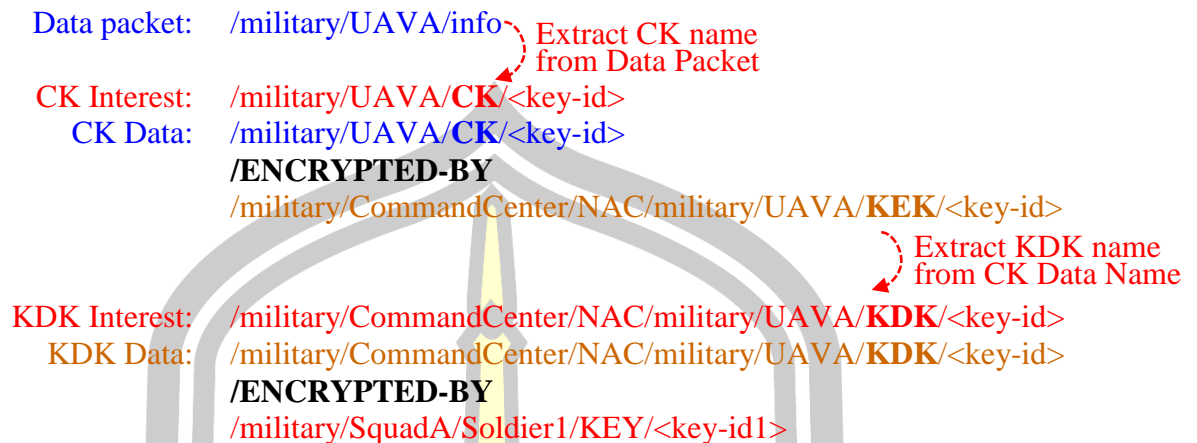 Data packet: /military/UAVA/info
Extract CK name
from Data Packet
CK Interest: /military/UAVA/CK/<key-id>
CK Data: /military/UAVA/CK/<key-id>
/ENCRYPTED-BY
/military/CommandCenter/NAC/military/UAVA/KEK/<key-id>
Extract KDK name
from CK Data Name
KDK Interest: /military/CommandCenter/NAC/military/UAVA/KDK/<key-id>
KDK Data: /military/CommandCenter/NAC/military/UAVA/KDK/<key-id>
/ENCRYPTED-BY
/military/SquadA/Soldier1/KEY/<key-id1>